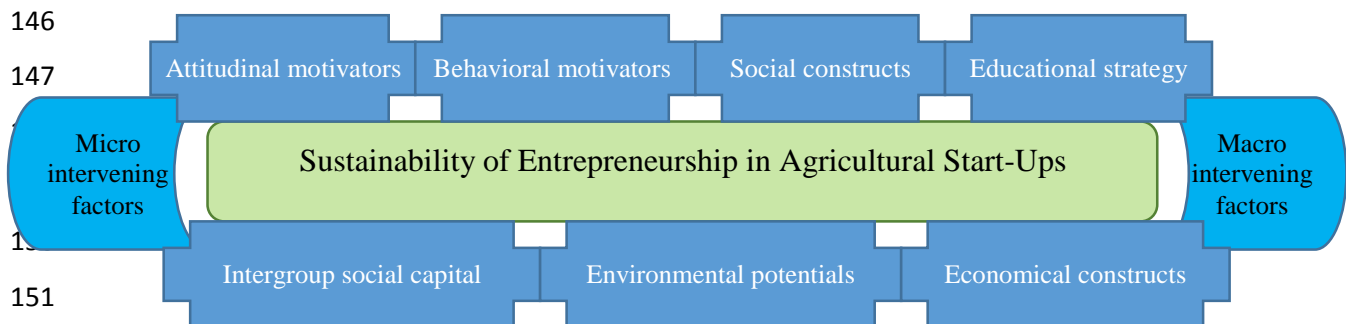 146
147
Attitudinal motivators
Behavioral motivators
Social constructs
Educational strategy
Micro
intervening
factors
Sustainability of Entrepreneurship in Agricultural Start-Ups
Macro
intervening
factors
Intergroup social capital
Environmental potentials
Economical constructs
151